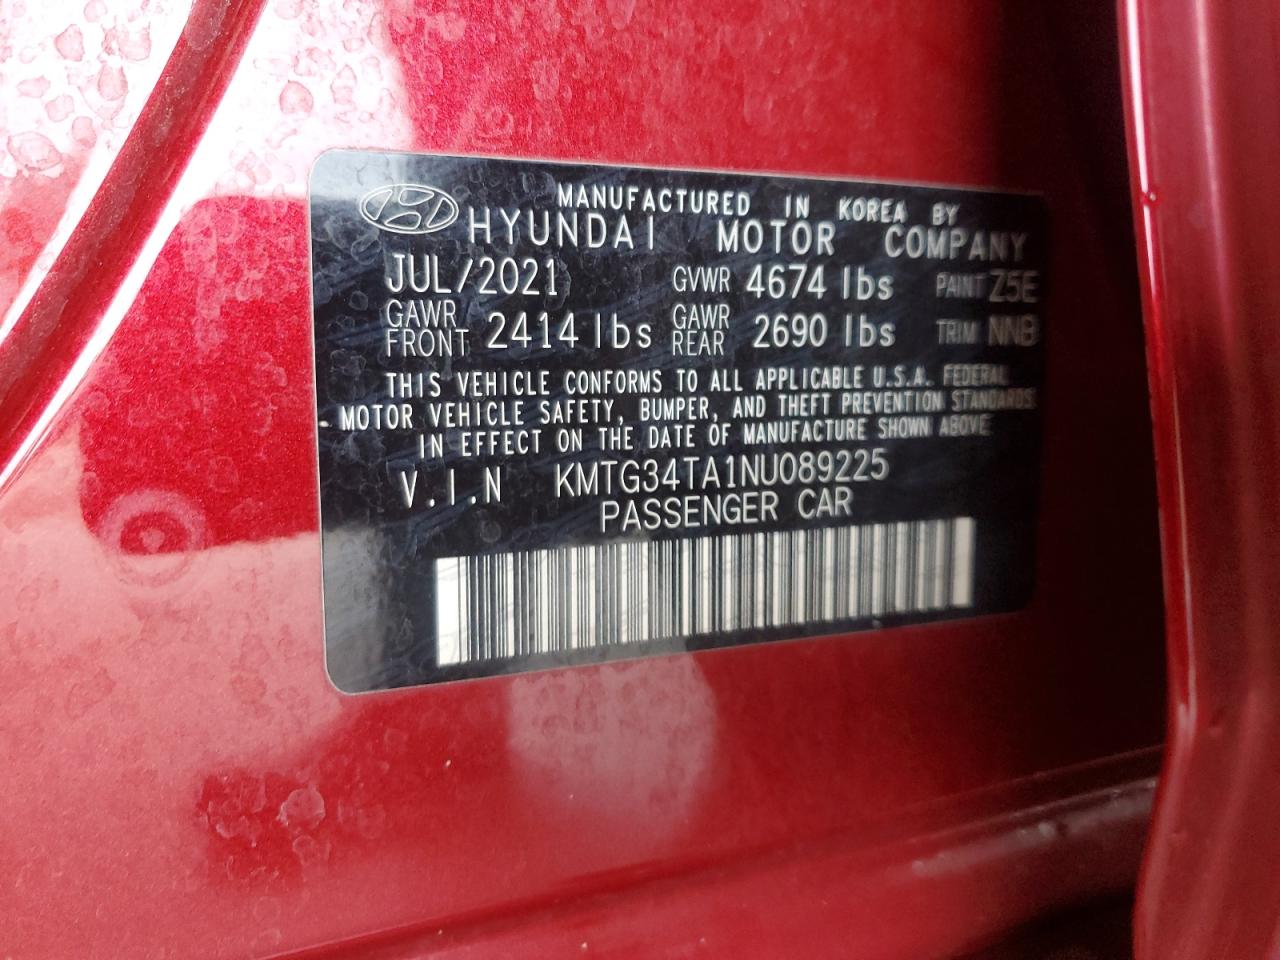 MANUFACTURED IN KOREA BY
HYUNDAI MOTOR COMPANY
JUL/2021 GVWR 4674 lbs PAINT Z5E
GAWR FRONT 2414 lbs GAWR REAR 2690 lbs TRIM NNB
THIS VEHICLE CONFORMS TO ALL APPLICABLE U.S.A. FEDERAL
MOTOR VEHICLE SAFETY, BUMPER, AND THEFT PREVENTION STANDARDS
IN EFFECT ON THE DATE OF MANUFACTURE SHOWN ABOVE
V.I.N KMTG34TA1NU089225
PASSENGER CAR